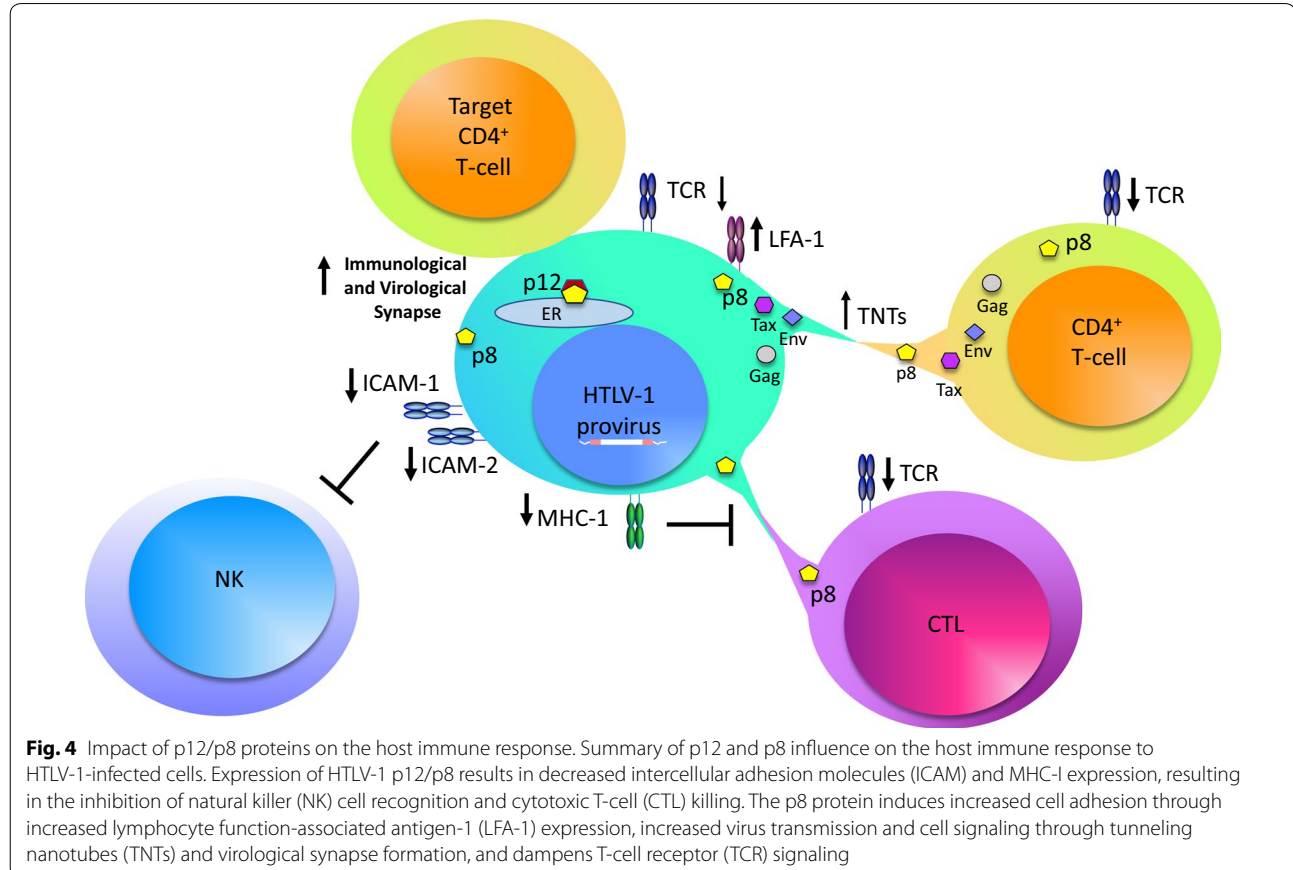 Target
CD4⁺
T-cell
TCR
LFA-1
TCR
p8
Gag
Env
Tax
p8
CD4⁺
T-cell
TNTs
Immunological
and Virological
Synapse
p12
ER
p8
p8
Tax
Env
Gag
ICAM-1
ICAM-2
HTLV-1
provirus
MHC-1
TCR
NK
p8
CTL
Fig. 4 Impact of p12/p8 proteins on the host immune response. Summary of p12 and p8 influence on the host immune response to
HTLV-1-infected cells. Expression of HTLV-1 p12/p8 results in decreased intercellular adhesion molecules (ICAM) and MHC-I expression, resulting
in the inhibition of natural killer (NK) cell recognition and cytotoxic T-cell (CTL) killing. The p8 protein induces increased cell adhesion through
increased lymphocyte function-associated antigen-1 (LFA-1) expression, increased virus transmission and cell signaling through tunneling
nanotubes (TNTs) and virological synapse formation, and dampens T-cell receptor (TCR) signaling